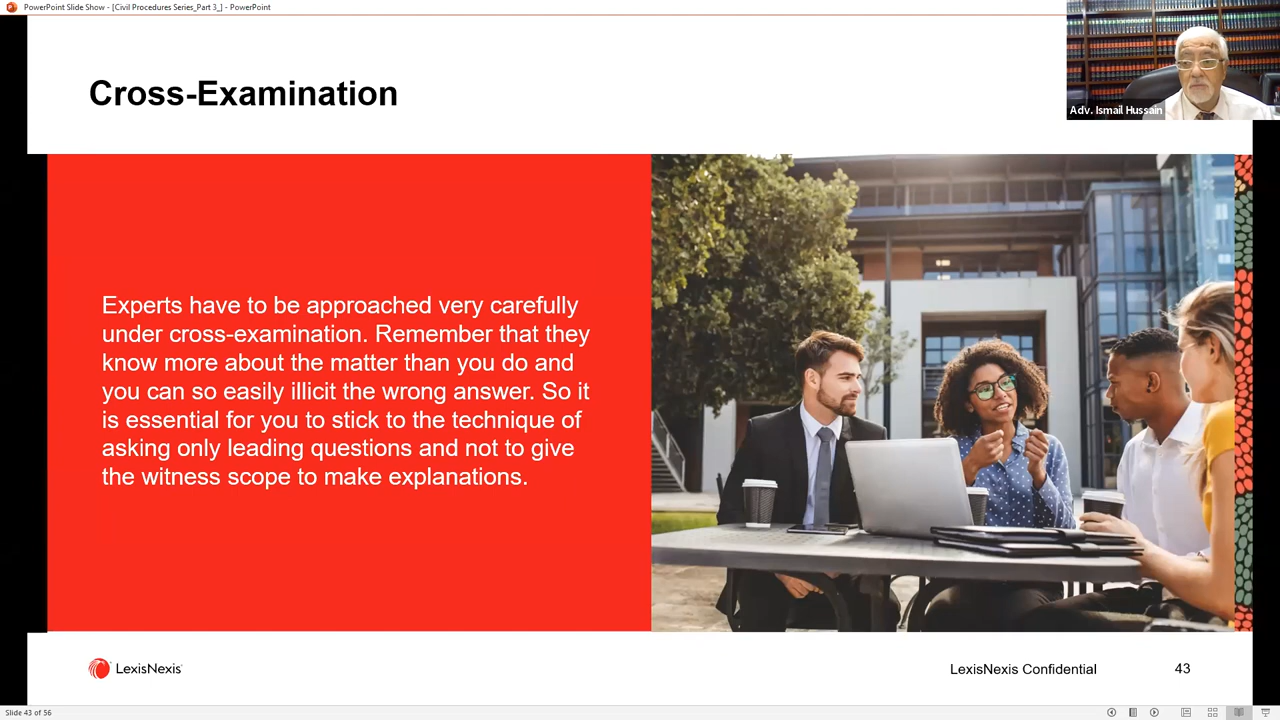 PowerPoint Slide Show - [Civil Procedures Series_Part 3_] - PowerPoint
Adv. Ismail Hussain
Cross-Examination
Experts have to be approached very carefully
under cross-examination. Remember that they
know more about the matter than you do and
you can so easily illicit the wrong answer. So it
is essential for you to stick to the technique of
asking only leading questions and not to give
the witness scope to make explanations.
LexisNexis
LexisNexis Confidential
43
Slide 43 of 56